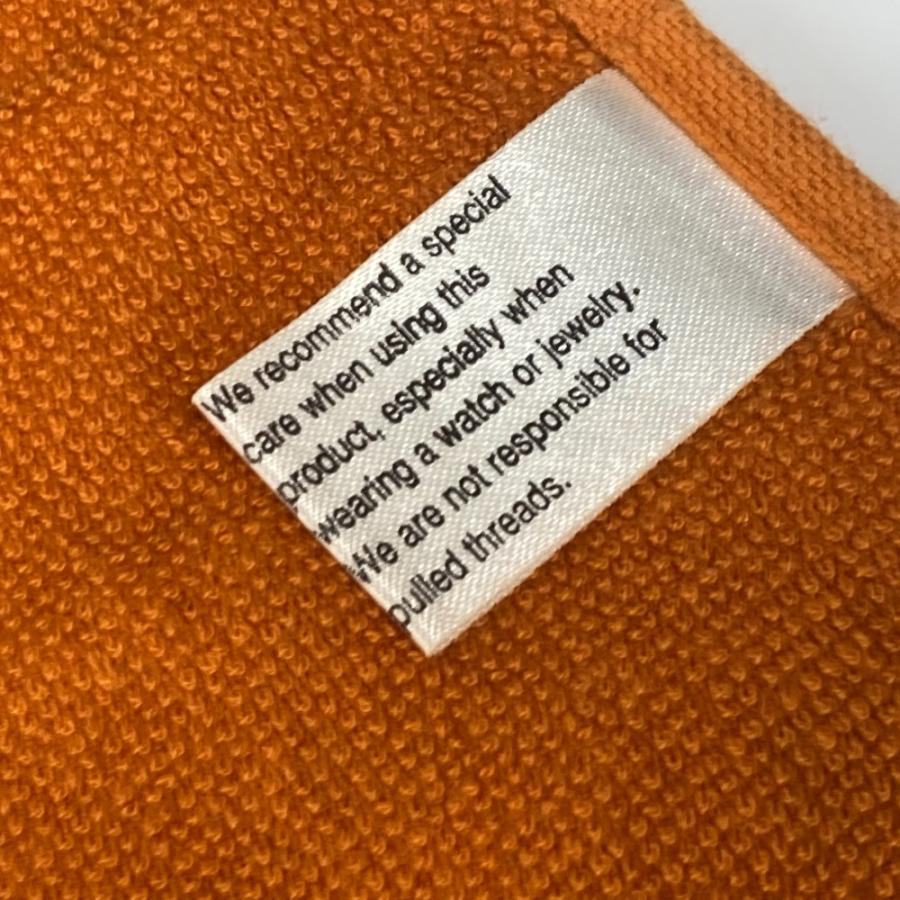 We recommend a special
care when using this
product, especially when
wearing a watch or jewelry.
We are not responsible for
pulled threads.